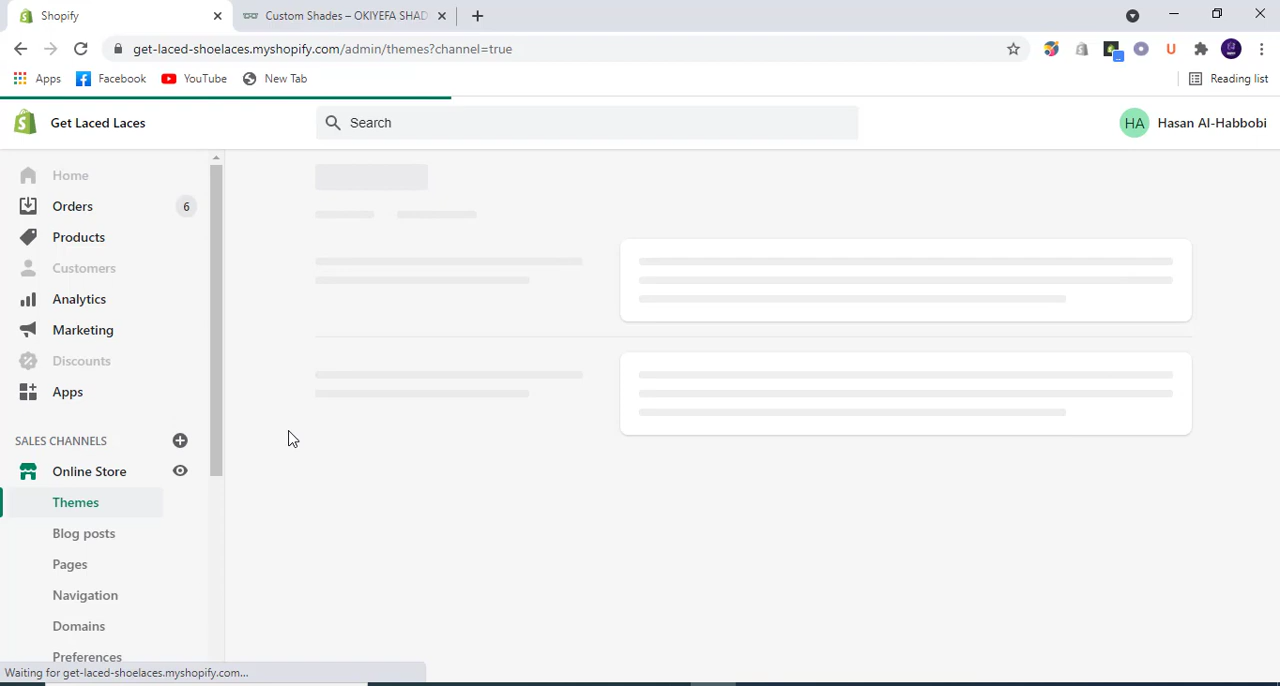 Shopify
Custom Shades – OKIYEFA SHAD
get-laced-shoelaces.myshopify.com/admin/themes?channel=true
Apps
Facebook
YouTube
New Tab
Reading list
Get Laced Laces
Search
HA
Hasan Al-Habbobi
Home
Orders
6
Products
Customers
Analytics
Marketing
Discounts
Apps
SALES CHANNELS
Online Store
Themes
Blog posts
Pages
Navigation
Domains
Preferences
Waiting for get-laced-shoelaces.myshopify.com...